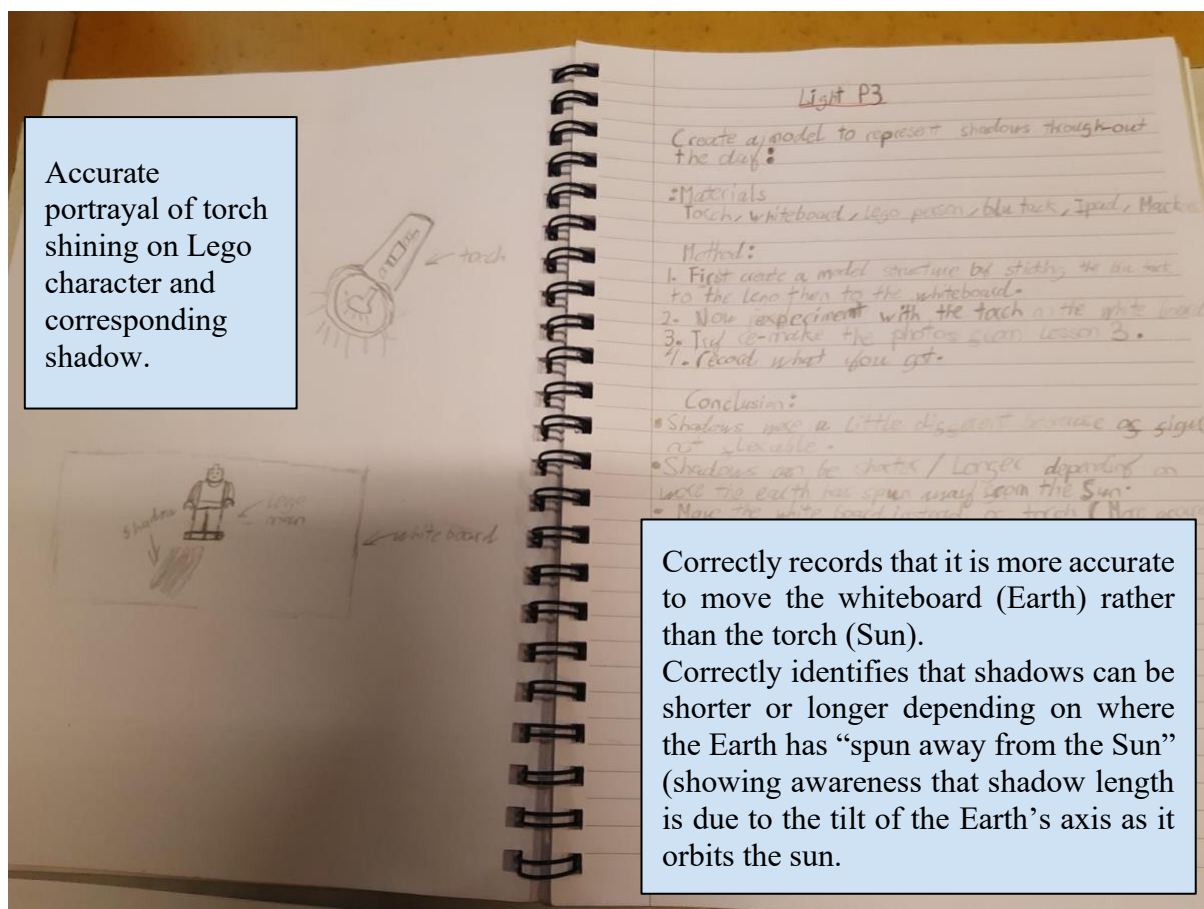 Accurate
portrayal of torch
shining on Lego
character and
corresponding
shadow.
torch
shadow
Lego
man
whiteboard
Light P3
Create a model to represent shadows through-out
the day:
:Materials
Torch, whiteboard, Lego person, blu tack, Ipad,
Method:
1. First create a model structure by sticking the blu tack
to the Lego then to the whiteboard.
2. Now experiment with the torch on the white board
3. Try re-make the photos from Lesson 3.
4. record what you got.
Conclusion:
• Shadows were a little different because
not
• Shadows can be shorter / Longer depending on
were the earth has spun away from the Sun.
• Move the white board instead of torch (More
Correctly records that it is more accurate
to move the whiteboard (Earth) rather
than the torch (Sun).
Correctly identifies that shadows can be
shorter or longer depending on where
the Earth has “spun away from the Sun”
(showing awareness that shadow length
is due to the tilt of the Earth’s axis as it
orbits the sun.